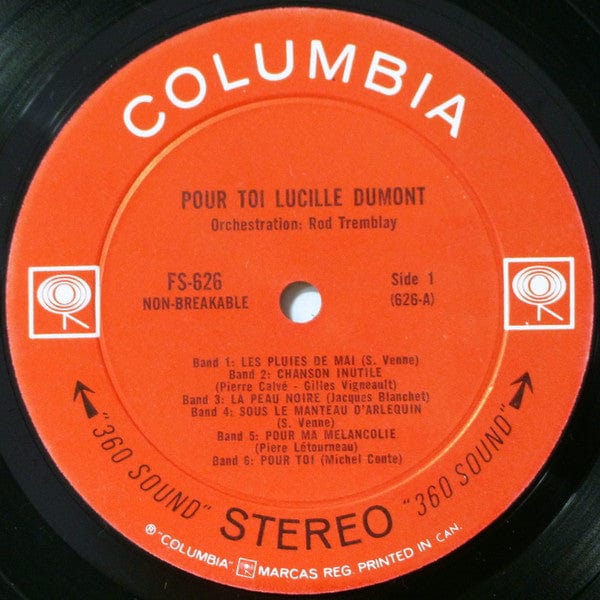 COLUMBIA
POUR TOI LUCILLE DUMONT
Orchestration: Rod Tremblay
FS-626
NON-BREAKABLE
Side 1
(626-A)
Band 1: LES PLUIES DE MAI (S. Venne)
Band 2: CHANSON INUTILE
(Pierre Calvé - Gilles Vigneault)
Band 3: LA PEAU NOIRE (Jacques Blanchet)
Band 4: SOUS LE MANTEAU D'ARLEQUIN
(S. Venne)
Band 5: POUR MA MELANCOLIE
(Piere Létourneau)
Band 6: POUR TOI (Michel Conte)
"360 SOUND" STEREO "360 SOUND"
® "COLUMBIA" MARCAS REG. PRINTED IN CAN.